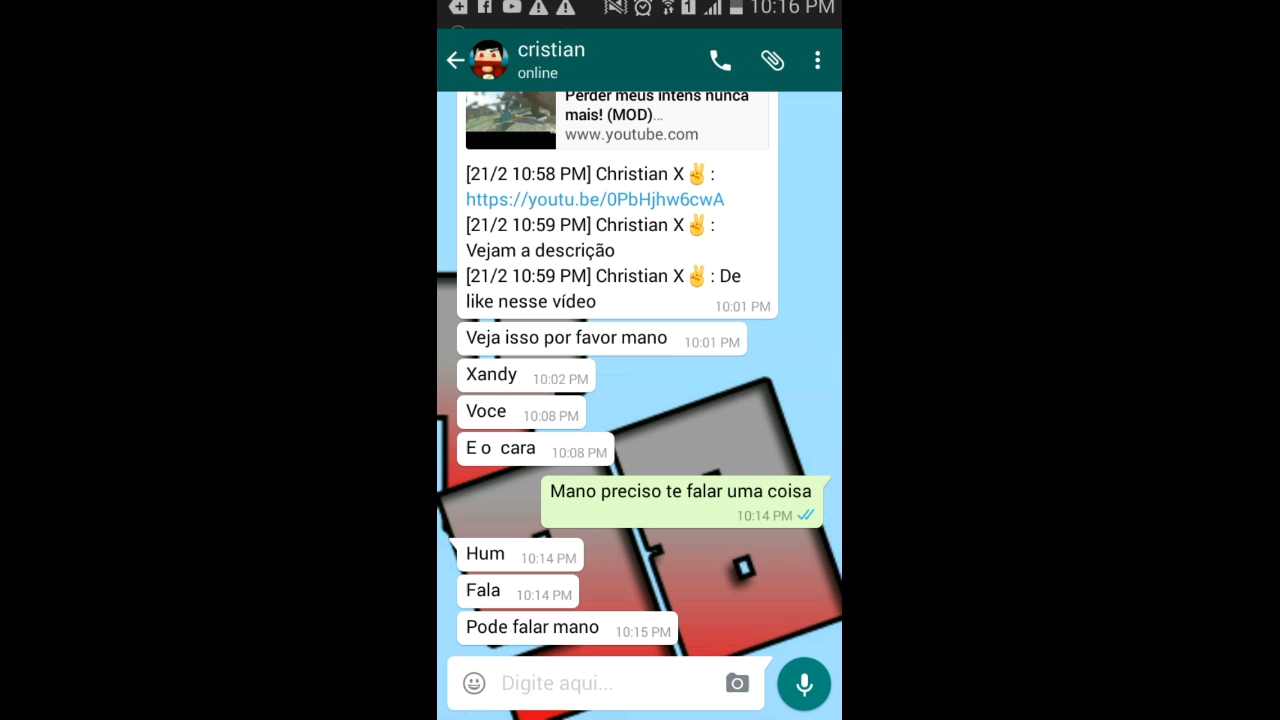 10:16 PM
cristian
online
Perder meus intens nunca
mais! (MOD)...
www.youtube.com
[21/2 10:58 PM] Christian X✌:
https://youtu.be/0PbHjhw6cwA
[21/2 10:59 PM] Christian X✌:
Vejam a descrição
[21/2 10:59 PM] Christian X✌: De
like nesse vídeo
10:01 PM
Veja isso por favor mano 10:01 PM
Xandy 10:02 PM
Voce 10:08 PM
E o cara 10:08 PM
Mano preciso te falar uma coisa
10:14 PM
Hum 10:14 PM
Fala 10:14 PM
Pode falar mano 10:15 PM
Digite aqui...